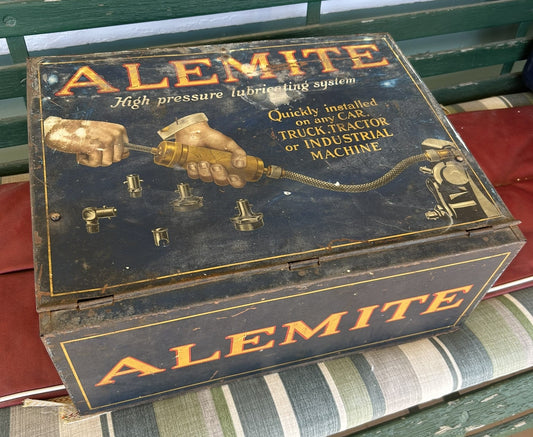 ALEMITE
High pressure lubricating system
Quickly installed
on any CAR,
TRUCK, TRACTOR
or INDUSTRIAL
MACHINE
ALEMITE